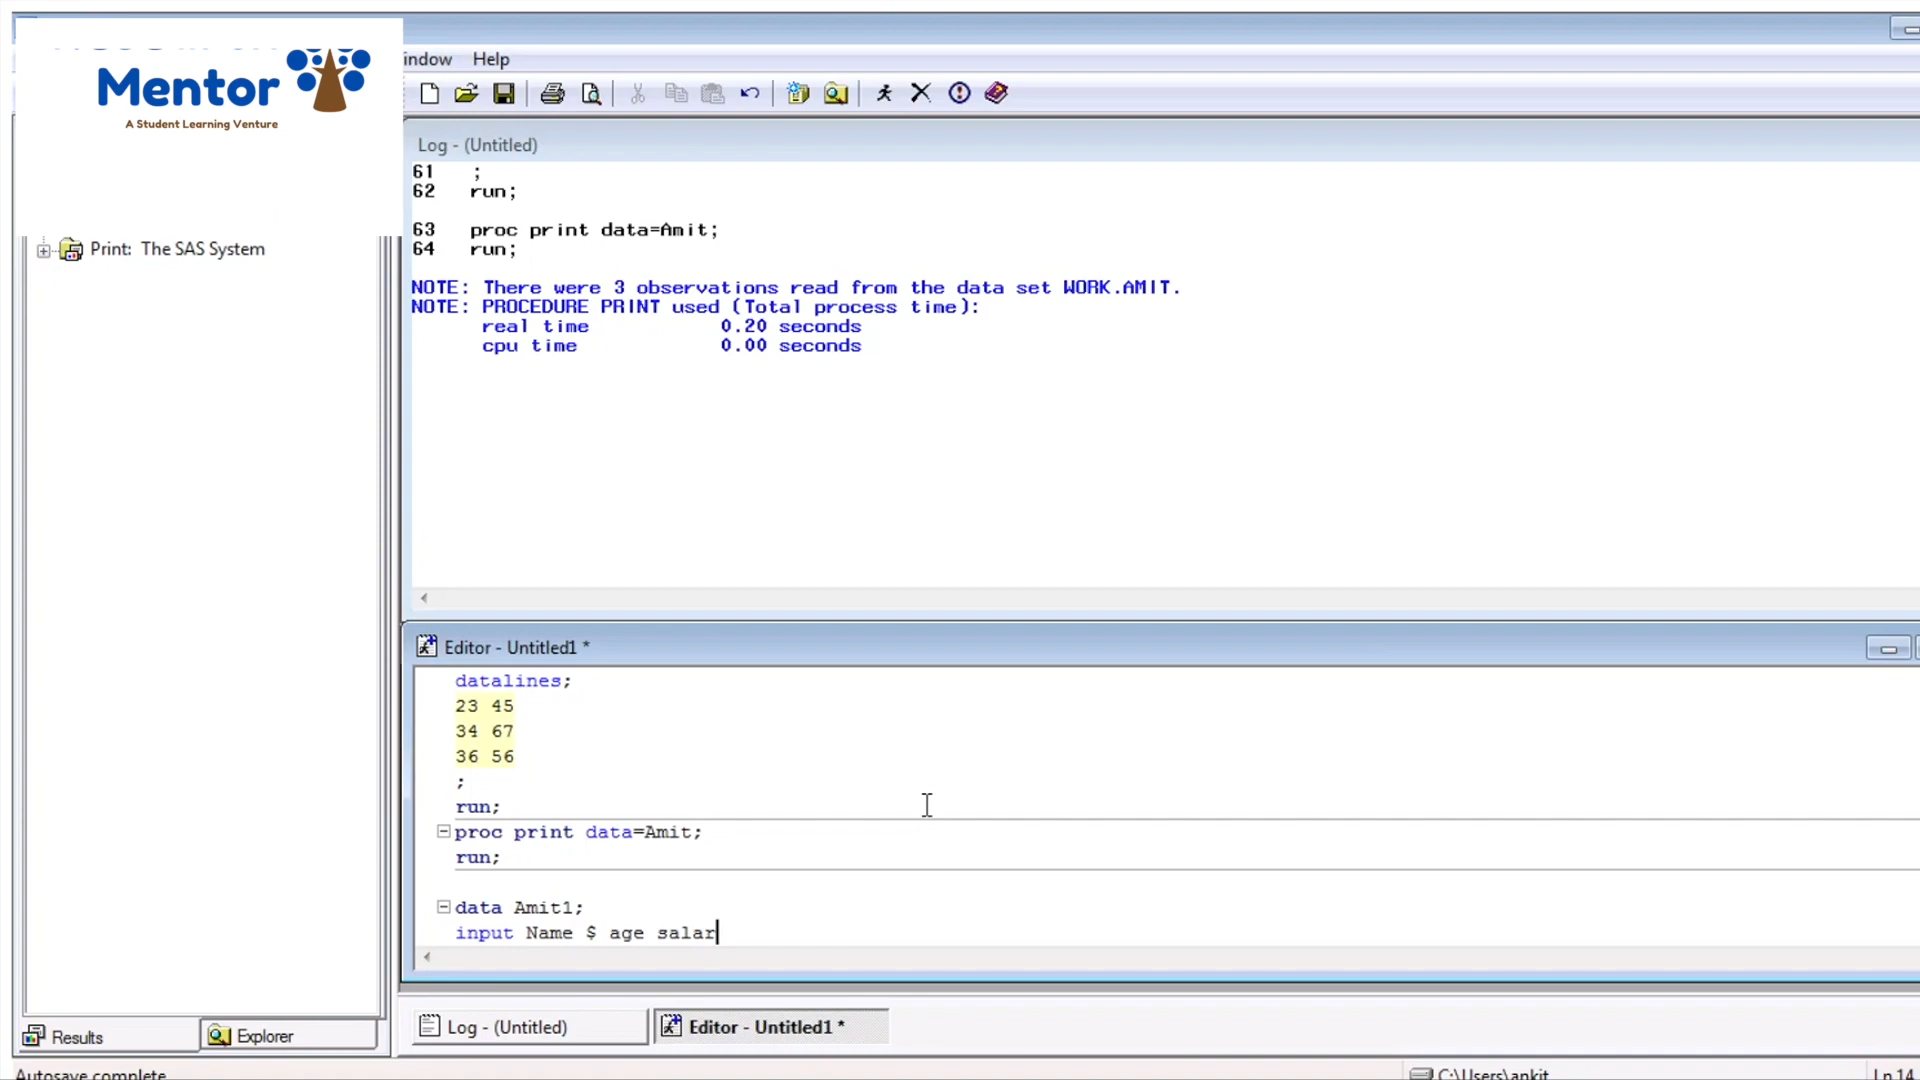 Mentor
A Student Learning Venture
indow Help
Log - (Untitled)
61 ;
62 run;
63 proc print data=Amit;
64 run;
NOTE: There were 3 observations read from the data set WORK.AMIT.
NOTE: PROCEDURE PRINT used (Total process time):
real time 0.20 seconds
cpu time 0.00 seconds
Print: The SAS System
Editor - Untitled1 *
datalines;
23 45
34 67
36 56
;
run;
proc print data=Amit;
run;
data Amit1;
input Name $ age salar
Results
Explorer
Log - (Untitled)
Editor - Untitled1 *
Autosave complete
C:\Users\ankit
Ln 14